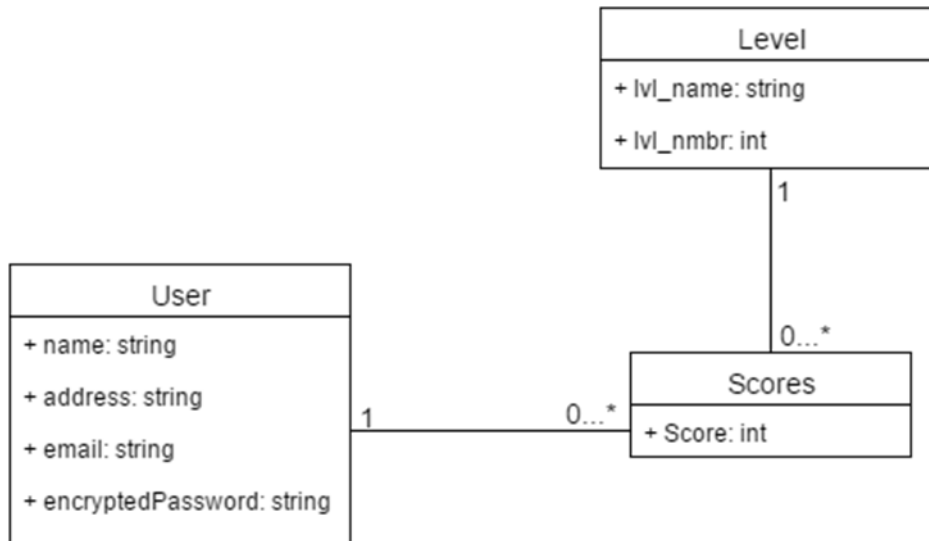 Level
+ lvl_name: string
+ lvl_nmbr: int
1
0...*
User
+ name: string
+ address: string
+ email: string
+ encryptedPassword: string
1
0...*
Scores
+ Score: int